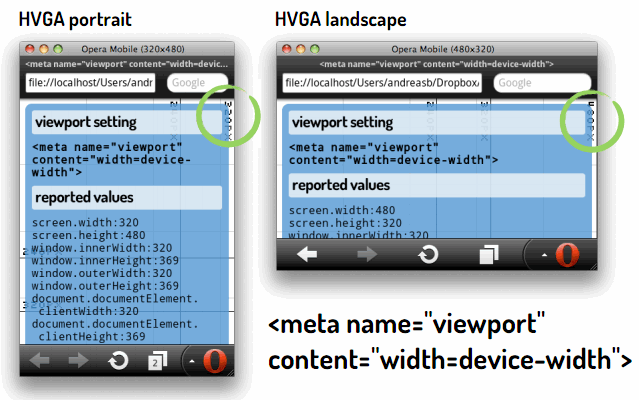 HVGA portrait
Opera Mobile (320x480)
<meta name="viewport" content="width=devic...
file://localhost/Users/andr
Google
320PX
viewport setting
<meta name="viewport"
content="width=device-
width">
reported values
screen.width:320
screen.height:480
window.innerWidth:320
window.innerHeight:369
window.outerWidth:320
window.outerHeight:369
document.documentElement.
clientWidth:320
document.documentElement.
clientHeight:369
2
HVGA landscape
Opera Mobile (480x320)
<meta name="viewport" content="width=device-width">
file://localhost/Users/andreasb/Dropbox/
Google
480PX
viewport setting
<meta name="viewport"
content="width=device-width">
reported values
screen.width:480
screen.height:320
window.innerWidth:320
<meta name="viewport"
content="width=device-width">